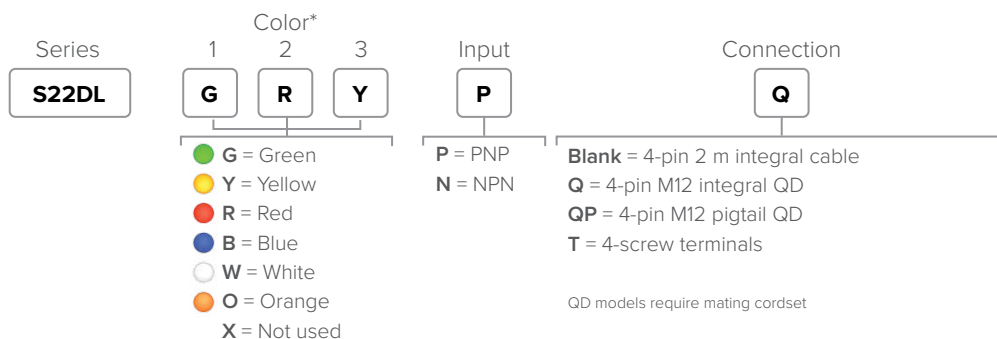 Color*
Series 1 2 3 Input Connection
S22DL G R Y P Q
G = Green
Y = Yellow
R = Red
B = Blue
W = White
O = Orange
X = Not used
P = PNP
N = NPN
Blank = 4-pin 2 m integral cable
Q = 4-pin M12 integral QD
QP = 4-pin M12 pigtail QD
T = 4-screw terminals
QD models require mating cordset